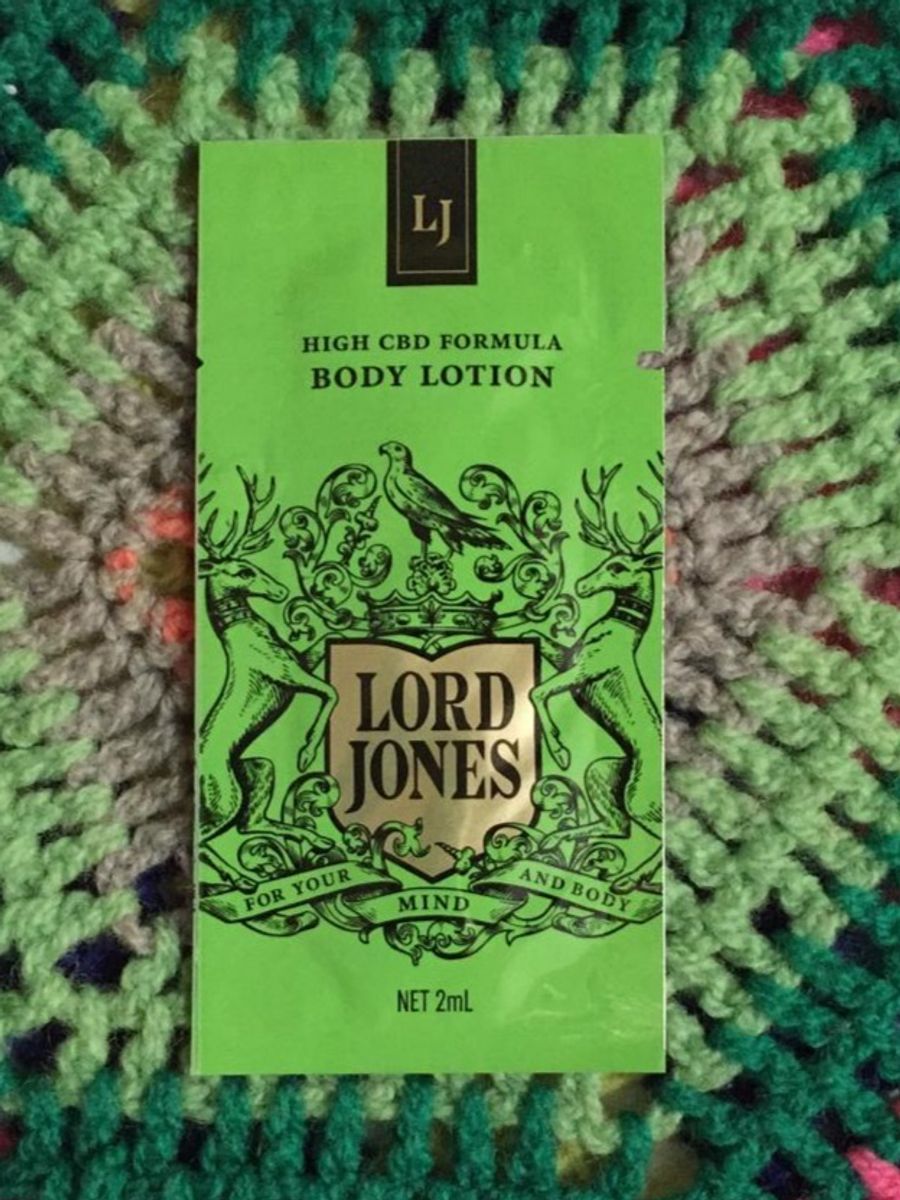 LJ
HIGH CBD FORMULA
BODY LOTION
LORD
JONES
FOR YOUR MIND AND BODY
NET 2mL